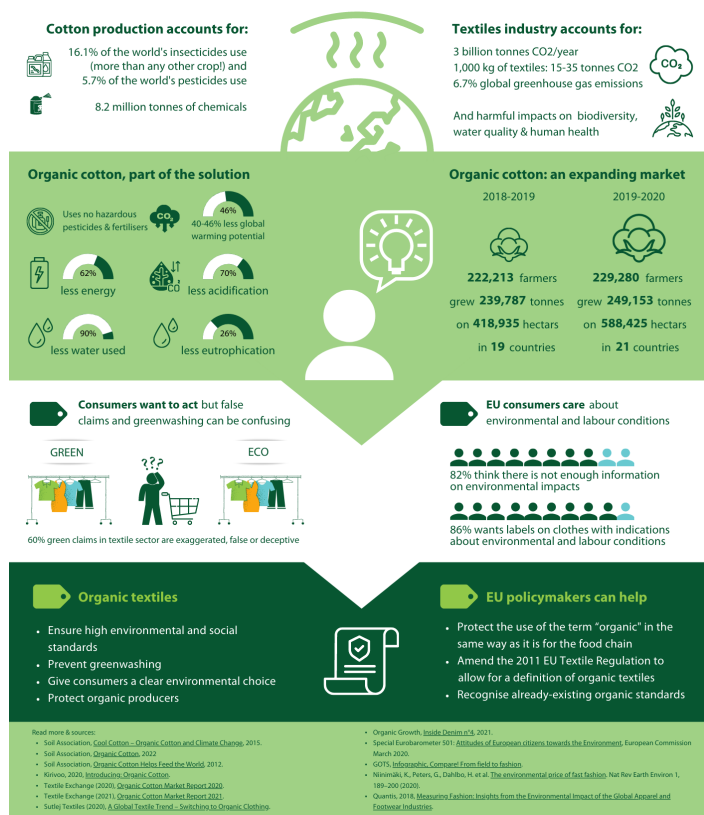 Cotton production accounts for:
16.1% of the world's insecticides use
(more than any other crop!) and
5.7% of the world's pesticides use
8.2 million tonnes of chemicals
Textiles industry accounts for:
3 billion tonnes CO2/year
1,000 kg of textiles: 15-35 tonnes CO2
6.7% global greenhouse gas emissions
CO₂
And harmful impacts on biodiversity,
water quality & human health
Organic cotton, part of the solution
Uses no hazardous
pesticides & fertilisers
CO₂
46%
40-46% less global
warming potential
62%
less energy
CO²
70%
less acidification
90%
less water used
26%
less eutrophication
Organic cotton: an expanding market
2018-2019
2019-2020
222,213 farmers
229,280 farmers
grew 239,787 tonnes
grew 249,153 tonnes
on 418,935 hectars
on 588,425 hectars
in 19 countries
in 21 countries
Consumers want to act but false
claims and greenwashing can be confusing
GREEN
ECO
???
60% green claims in textile sector are exaggerated, false or deceptive
EU consumers care about
environmental and labour conditions
82% think there is not enough information
on environmental impacts
86% wants labels on clothes with indications
about environmental and labour conditions
Organic textiles
• Ensure high environmental and social
standards
• Prevent greenwashing
• Give consumers a clear environmental choice
• Protect organic producers
EU policymakers can help
• Protect the use of the term "organic" in the
same way as it is for the food chain
• Amend the 2011 EU Textile Regulation to
allow for a definition of organic textiles
• Recognise already-existing organic standards
Read more & sources:
• Soil Association, Cool Cotton – Organic Cotton and Climate Change, 2015.
• Soil Association, Organic Cotton, 2022
• Soil Association, Organic Cotton Helps Feed the World, 2012.
• Kirivoo, 2020, Introducing: Organic Cotton.
• Textile Exchange (2020), Organic Cotton Market Report 2020.
• Textile Exchange (2021), Organic Cotton Market Report 2021.
• Sutlej Textiles (2020), A Global Textile Trend – Switching to Organic Clothing.
• Organic Growth, Inside Denim n°4, 2021.
• Special Eurobarometer 501: Attitudes of European citizens towards the Environment, European Commission
March 2020.
• GOTS, Infographic, Compare! From field to fashion.
• Niinimäki, K., Peters, G., Dahlbo, H. et al. The environmental price of fast fashion. Nat Rev Earth Environ 1,
189–200 (2020).
• Quantis, 2018, Measuring Fashion: Insights from the Environmental Impact of the Global Apparel and
Footwear Industries.